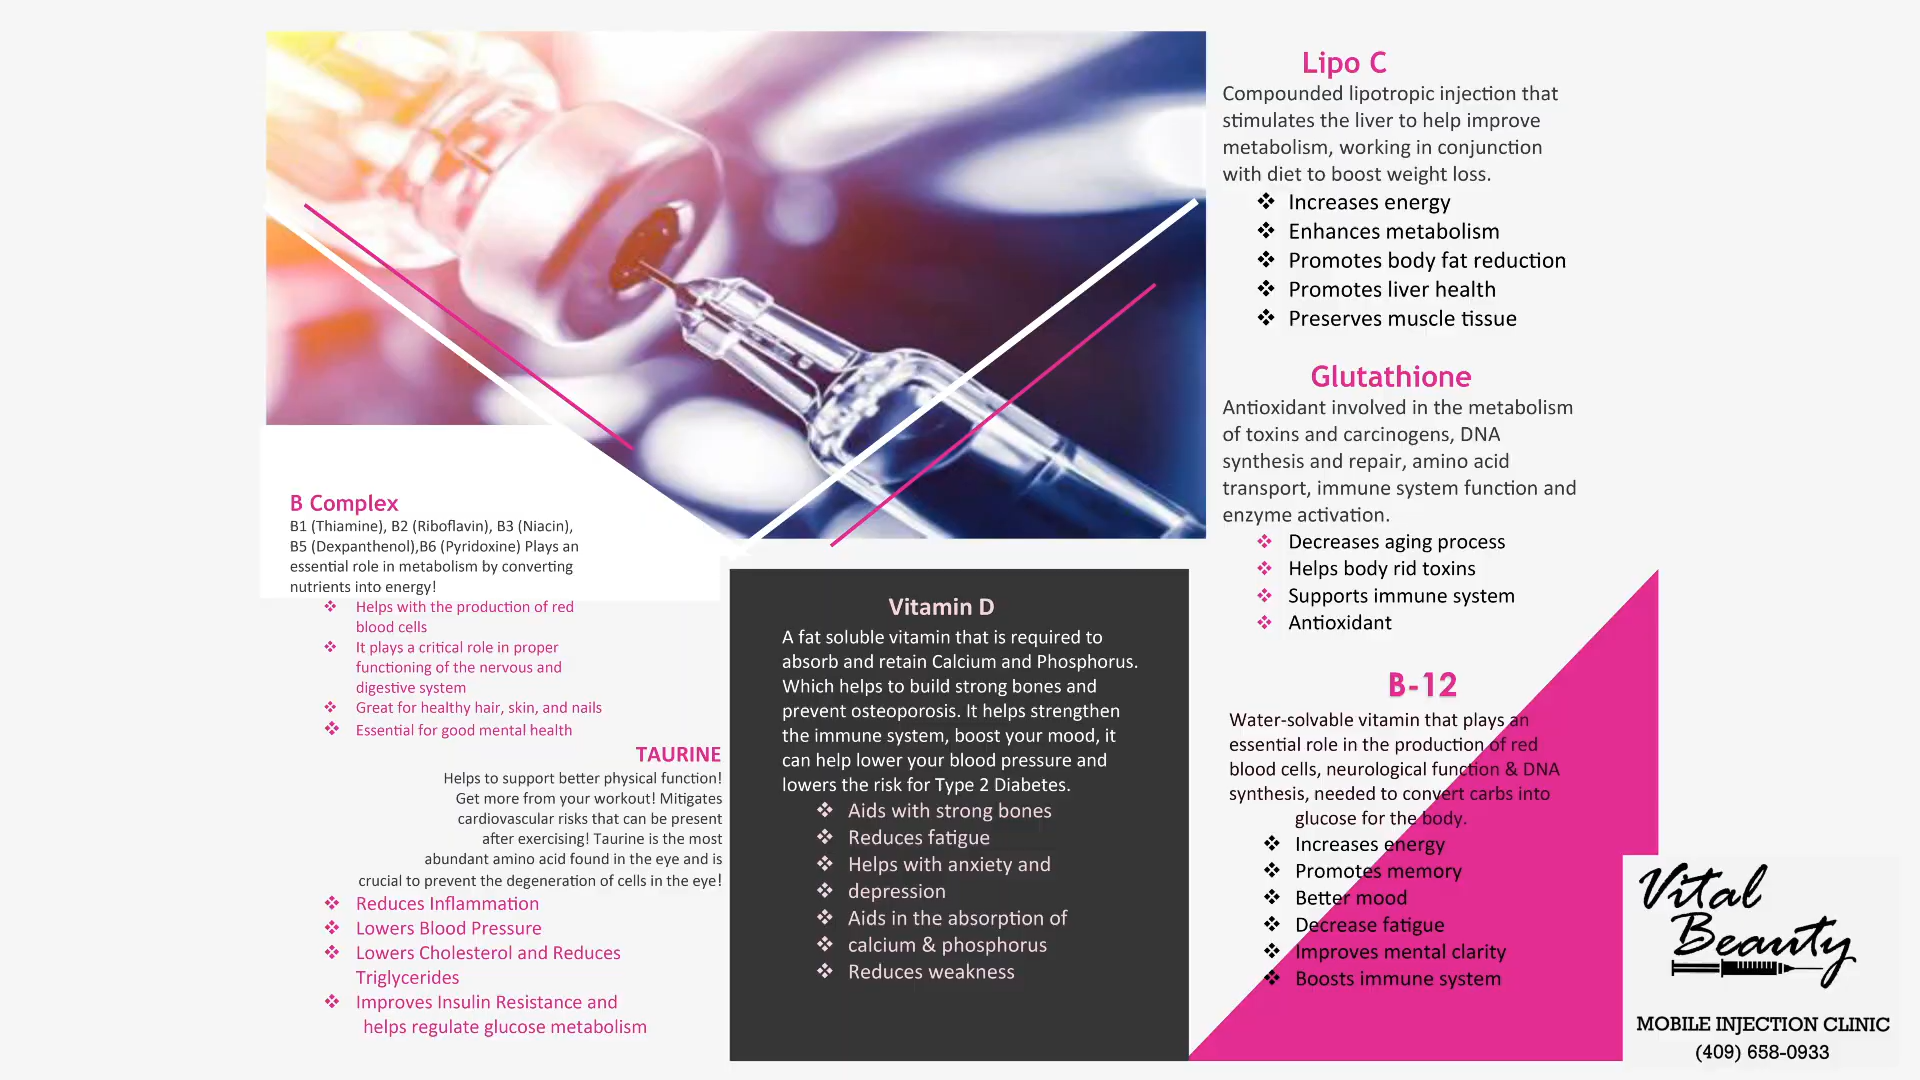 Lipo C
Compounded lipotropic injection that
stimulates the liver to help improve
metabolism, working in conjunction
with diet to boost weight loss.
❖ Increases energy
❖ Enhances metabolism
❖ Promotes body fat reduction
❖ Promotes liver health
❖ Preserves muscle tissue
Glutathione
Antioxidant involved in the metabolism
of toxins and carcinogens, DNA
synthesis and repair, amino acid
transport, immune system function and
enzyme activation.
❖ Decreases aging process
❖ Helps body rid toxins
❖ Supports immune system
❖ Antioxidant
B Complex
B1 (Thiamine), B2 (Riboflavin), B3 (Niacin),
B5 (Dexpanthenol),B6 (Pyridoxine) Plays an
essential role in metabolism by converting
nutrients into energy!
❖ Helps with the production of red
blood cells
❖ It plays a critical role in proper
functioning of the nervous and
digestive system
❖ Great for healthy hair, skin, and nails
❖ Essential for good mental health
TAURINE
Helps to support better physical function!
Get more from your workout! Mitigates
cardiovascular risks that can be present
after exercising! Taurine is the most
abundant amino acid found in the eye and is
crucial to prevent the degeneration of cells in the eye!
❖ Reduces Inflammation
❖ Lowers Blood Pressure
❖ Lowers Cholesterol and Reduces
Triglycerides
❖ Improves Insulin Resistance and
helps regulate glucose metabolism
Vitamin D
A fat soluble vitamin that is required to
absorb and retain Calcium and Phosphorus.
Which helps to build strong bones and
prevent osteoporosis. It helps strengthen
the immune system, boost your mood, it
can help lower your blood pressure and
lowers the risk for Type 2 Diabetes.
❖ Aids with strong bones
❖ Reduces fatigue
❖ Helps with anxiety and
❖ depression
❖ Aids in the absorption of
❖ calcium & phosphorus
❖ Reduces weakness
B-12
Water-solvable vitamin that plays an
essential role in the production of red
blood cells, neurological function & DNA
synthesis, needed to convert carbs into
glucose for the body.
❖ Increases energy
❖ Promotes memory
❖ Better mood
❖ Decrease fatigue
❖ Improves mental clarity
❖ Boosts immune system
Vital
Beauty
MOBILE INJECTION CLINIC
(409) 658-0933